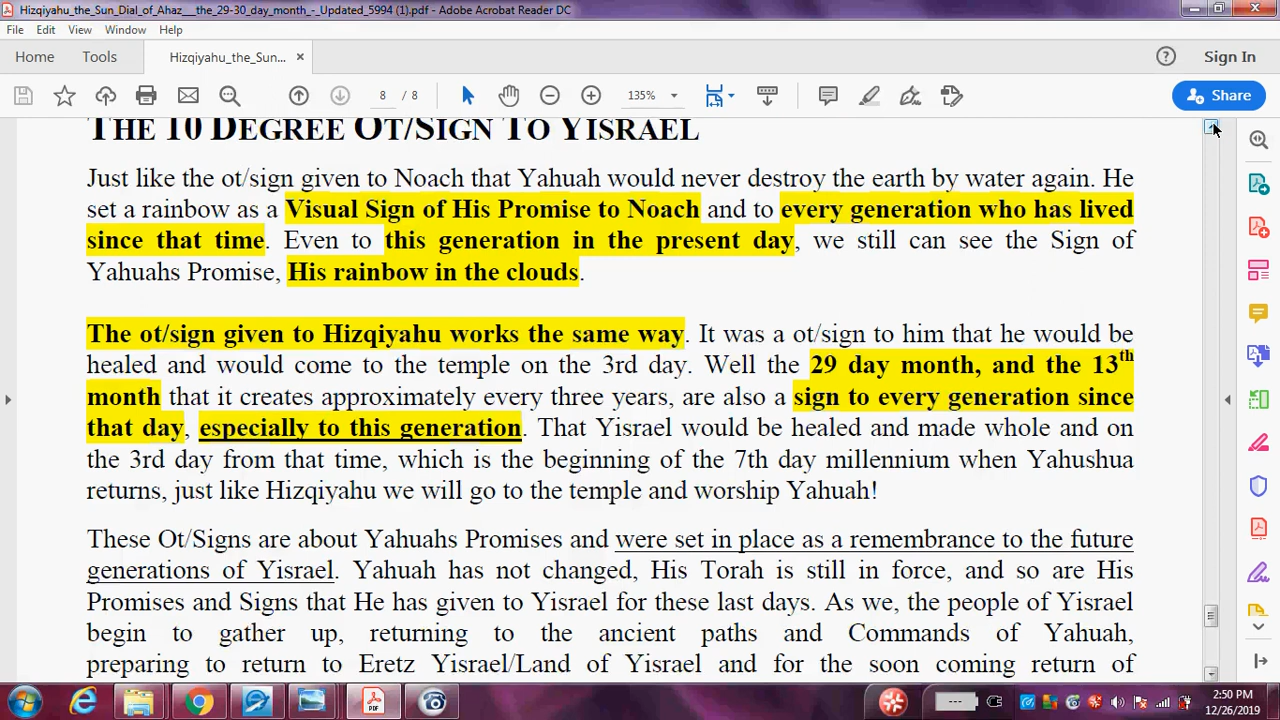 Hizqiyahu_the_Sun_Dial_of_Ahaz___the_29-30_day_month_-_Updated_5994 (1).pdf - Adobe Acrobat Reader DC
File Edit View Window Help
Home Tools Hizqiyahu_the_Sun... × Sign In
8 / 8 135% Share
THE 10 DEGREE OT/SIGN TO YISRAEL
Just like the ot/sign given to Noach that Yahuah would never destroy the earth by water again. He
set a rainbow as a Visual Sign of His Promise to Noach and to every generation who has lived
since that time. Even to this generation in the present day, we still can see the Sign of
Yahuahs Promise, His rainbow in the clouds.
The ot/sign given to Hizqiyahu works the same way. It was a ot/sign to him that he would be
healed and would come to the temple on the 3rd day. Well the 29 day month, and the 13th
month that it creates approximately every three years, are also a sign to every generation since
that day, especially to this generation. That Yisrael would be healed and made whole and on
the 3rd day from that time, which is the beginning of the 7th day millennium when Yahushua
returns, just like Hizqiyahu we will go to the temple and worship Yahuah!
These Ot/Signs are about Yahuahs Promises and were set in place as a remembrance to the future
generations of Yisrael. Yahuah has not changed, His Torah is still in force, and so are His
Promises and Signs that He has given to Yisrael for these last days. As we, the people of Yisrael
begin to gather up, returning to the ancient paths and Commands of Yahuah,
preparing to return to Eretz Yisrael/Land of Yisrael and for the soon coming return of
PDF
2:50 PM
12/26/2019